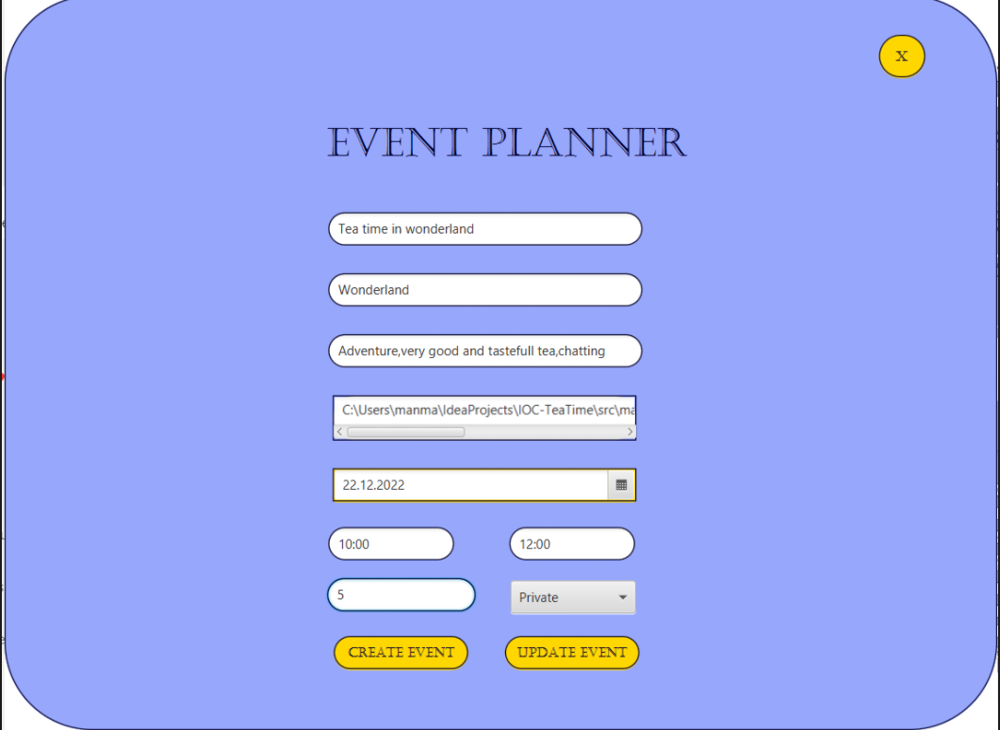 X
EVENT PLANNER
Tea time in wonderland
Wonderland
Adventure,very good and tastefull tea,chatting
C:\Users\manma\IdeaProjects\IOC-TeaTime\src\ma
22.12.2022
10:00 12:00
5 Private
CREATE EVENT UPDATE EVENT